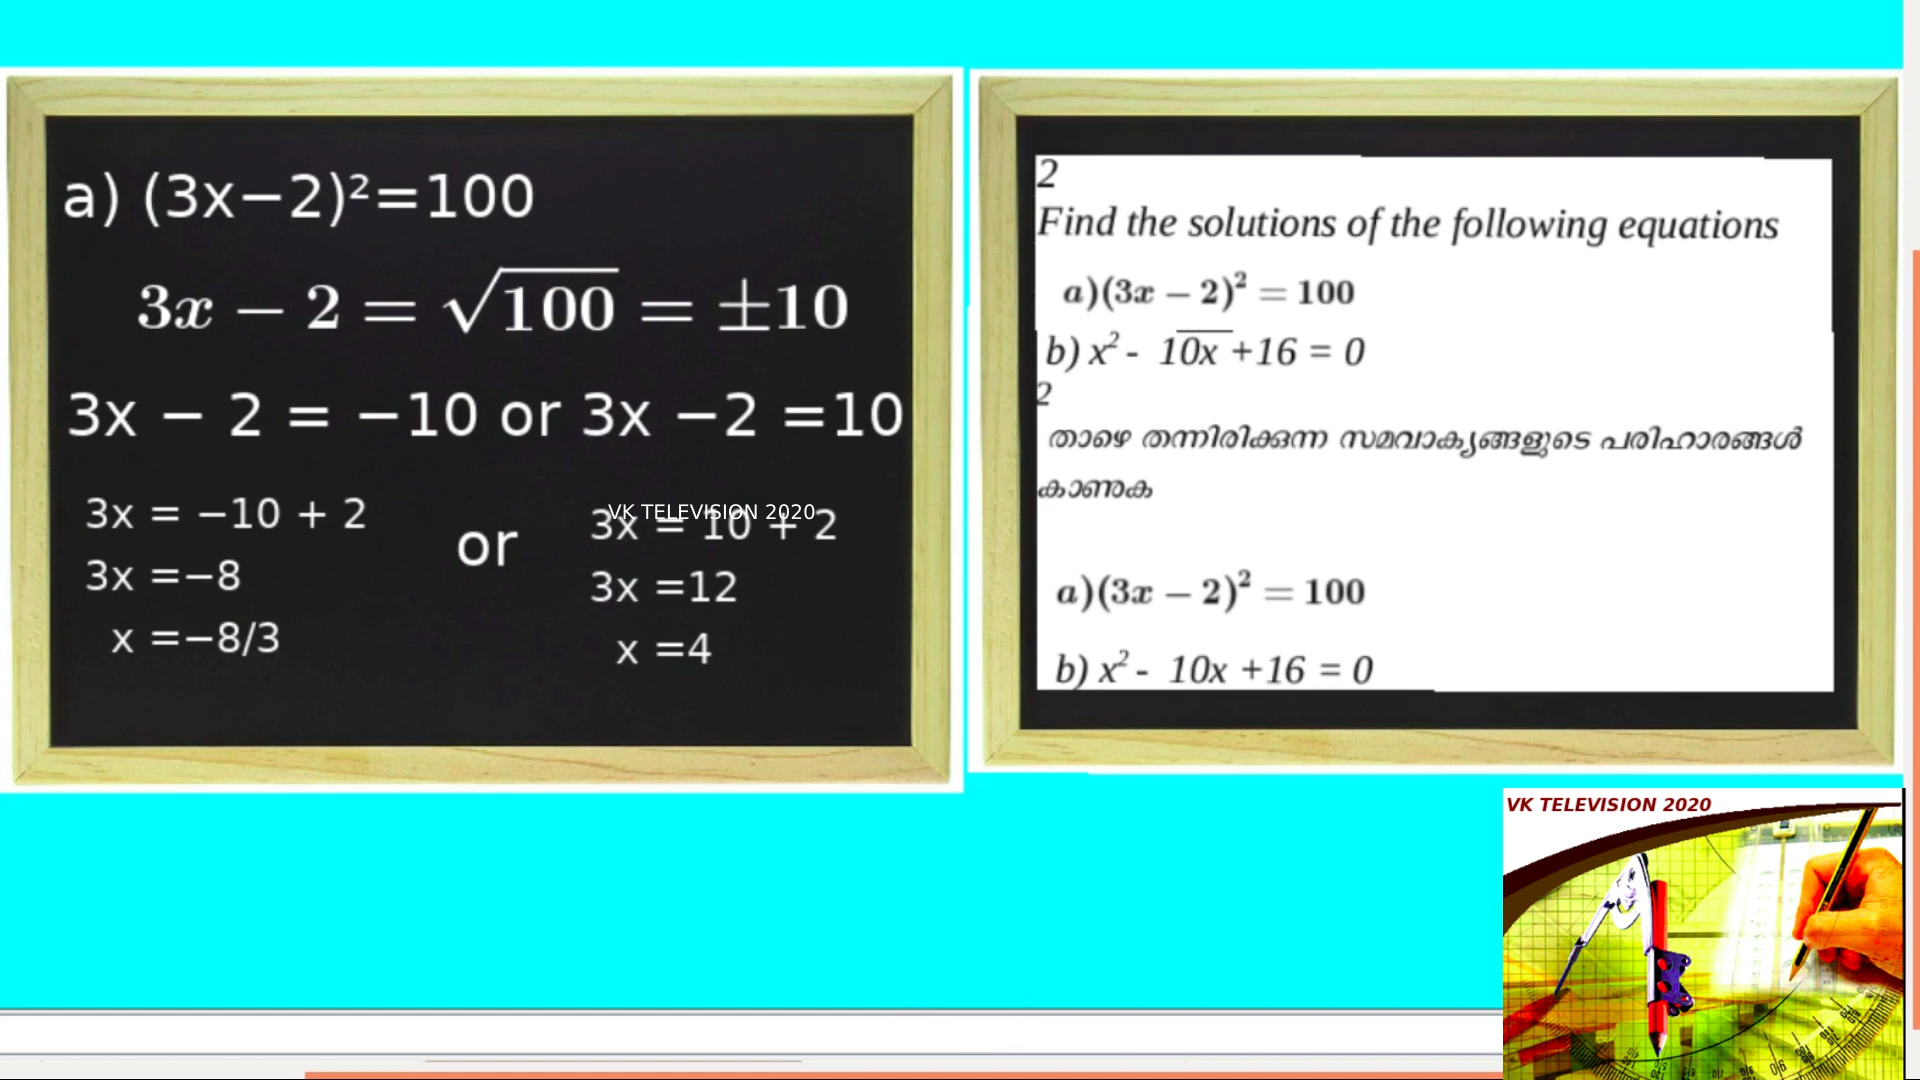 a) (3x−2)²=100
3x − 2 = √100 = ±10
3x − 2 = −10 or 3x −2 =10
3x = −10 + 2
3x =−8
x =−8/3
or
VK TELEVISION 2020
3x = 10 + 2
3x =12
x =4
2
Find the solutions of the following equations
a)(3x − 2)² = 100
b) x² - 10x +16 = 0
2
താഴെ തന്നിരിക്കുന്ന സമവാക്യങ്ങളുടെ പരിഹാരങ്ങൾ
കാണുക
a)(3x − 2)² = 100
b) x² - 10x +16 = 0
VK TELEVISION 2020